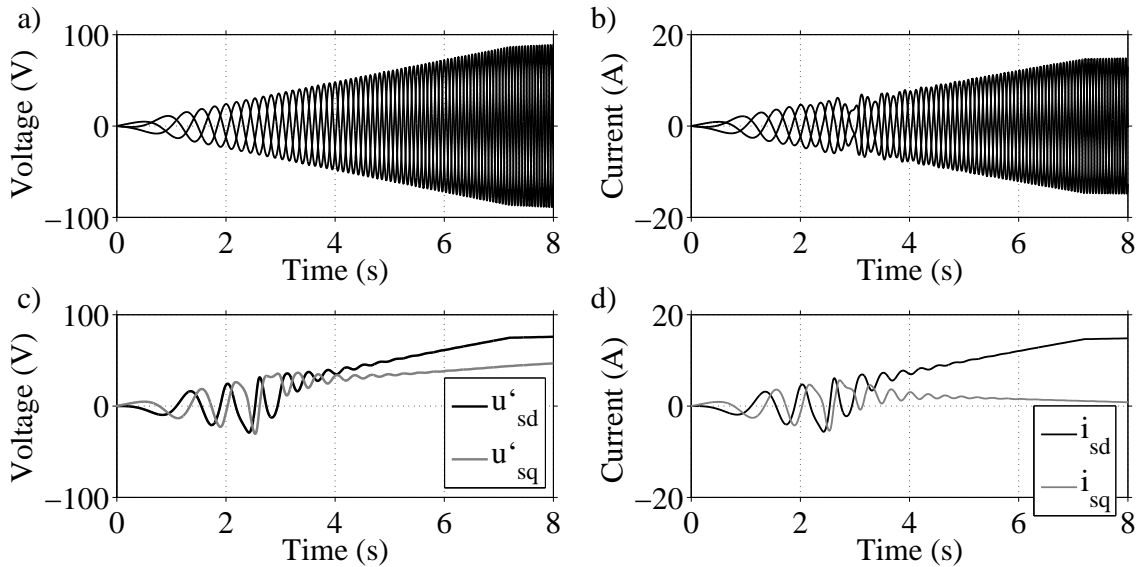 a)
Voltage (V)
100
0
−100
0 2 4 6 8
Time (s)
b)
Current (A)
20
0
−20
0 2 4 6 8
Time (s)
c)
Voltage (V)
100
0
−100
0 2 4 6 8
Time (s)
u‘sd
u‘sq
d)
Current (A)
20
0
−20
0 2 4 6 8
Time (s)
isd
isq